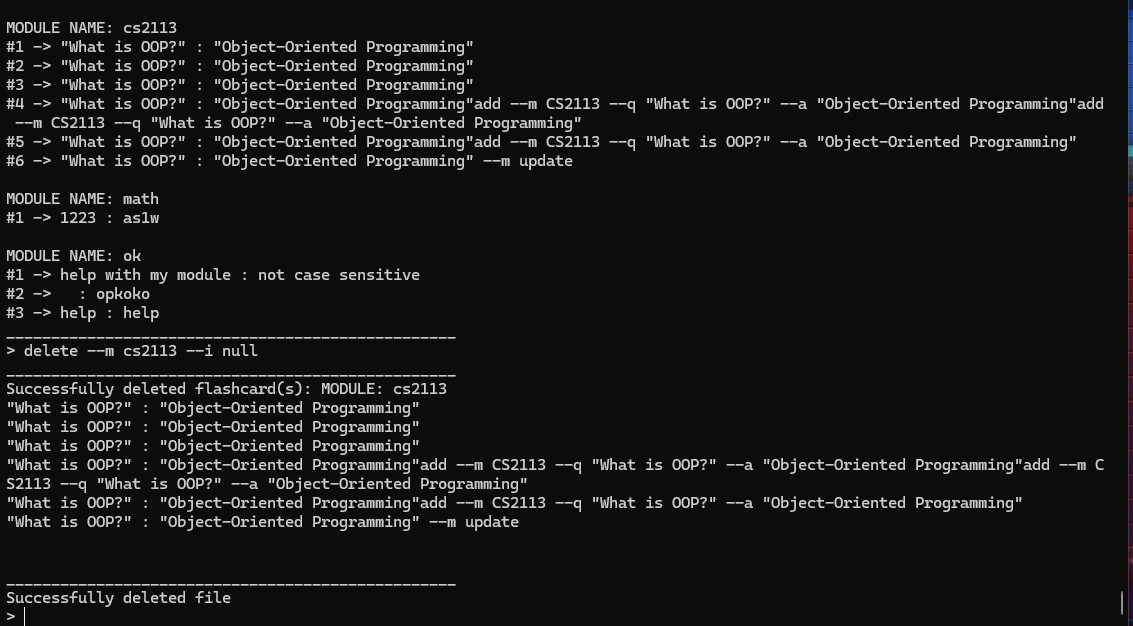 MODULE NAME: cs2113
#1 -> "What is OOP?" : "Object-Oriented Programming"
#2 -> "What is OOP?" : "Object-Oriented Programming"
#3 -> "What is OOP?" : "Object-Oriented Programming"
#4 -> "What is OOP?" : "Object-Oriented Programming"add --m CS2113 --q "What is OOP?" --a "Object-Oriented Programming"add
--m CS2113 --q "What is OOP?" --a "Object-Oriented Programming"
#5 -> "What is OOP?" : "Object-Oriented Programming"add --m CS2113 --q "What is OOP?" --a "Object-Oriented Programming"
#6 -> "What is OOP?" : "Object-Oriented Programming" --m update
MODULE NAME: math
#1 -> 1223 : as1w
MODULE NAME: ok
#1 -> help with my module : not case sensitive
#2 ->   : opkoko
#3 -> help : help
__________________________________________________
> delete --m cs2113 --i null
__________________________________________________
Successfully deleted flashcard(s): MODULE: cs2113
"What is OOP?" : "Object-Oriented Programming"
"What is OOP?" : "Object-Oriented Programming"
"What is OOP?" : "Object-Oriented Programming"
"What is OOP?" : "Object-Oriented Programming"add --m CS2113 --q "What is OOP?" --a "Object-Oriented Programming"add --m C
S2113 --q "What is OOP?" --a "Object-Oriented Programming"
"What is OOP?" : "Object-Oriented Programming"add --m CS2113 --q "What is OOP?" --a "Object-Oriented Programming"
"What is OOP?" : "Object-Oriented Programming" --m update
__________________________________________________
Successfully deleted file
>